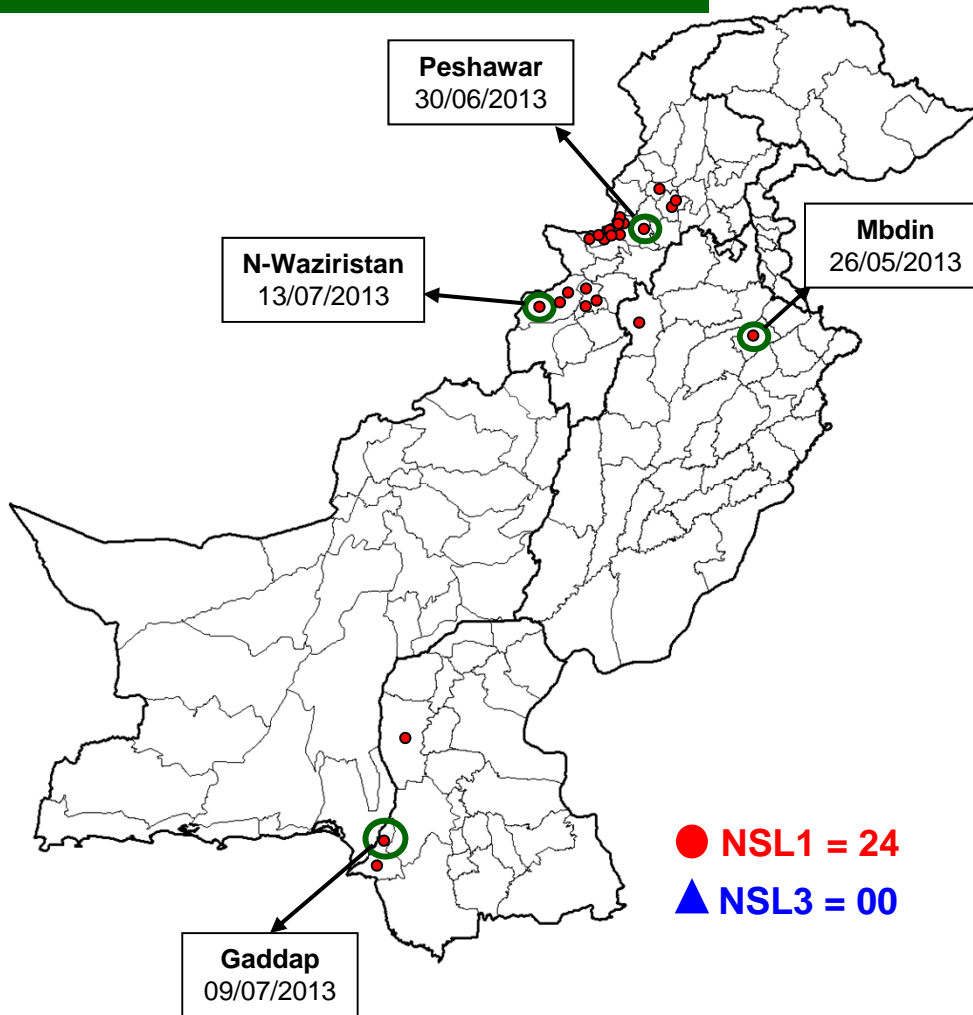 Peshawar
30/06/2013
Mbdin
26/05/2013
N-Waziristan
13/07/2013
NSL1 = 24
NSL3 = 00
Gaddap
09/07/2013